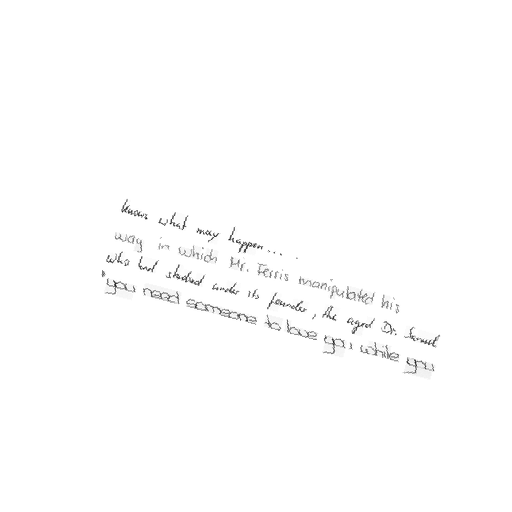 knows what may happen....
way in which Mr. Ferris manipulated his
who had studied under its founder, the aged Dr. Samuel
"you need someone to love you while you